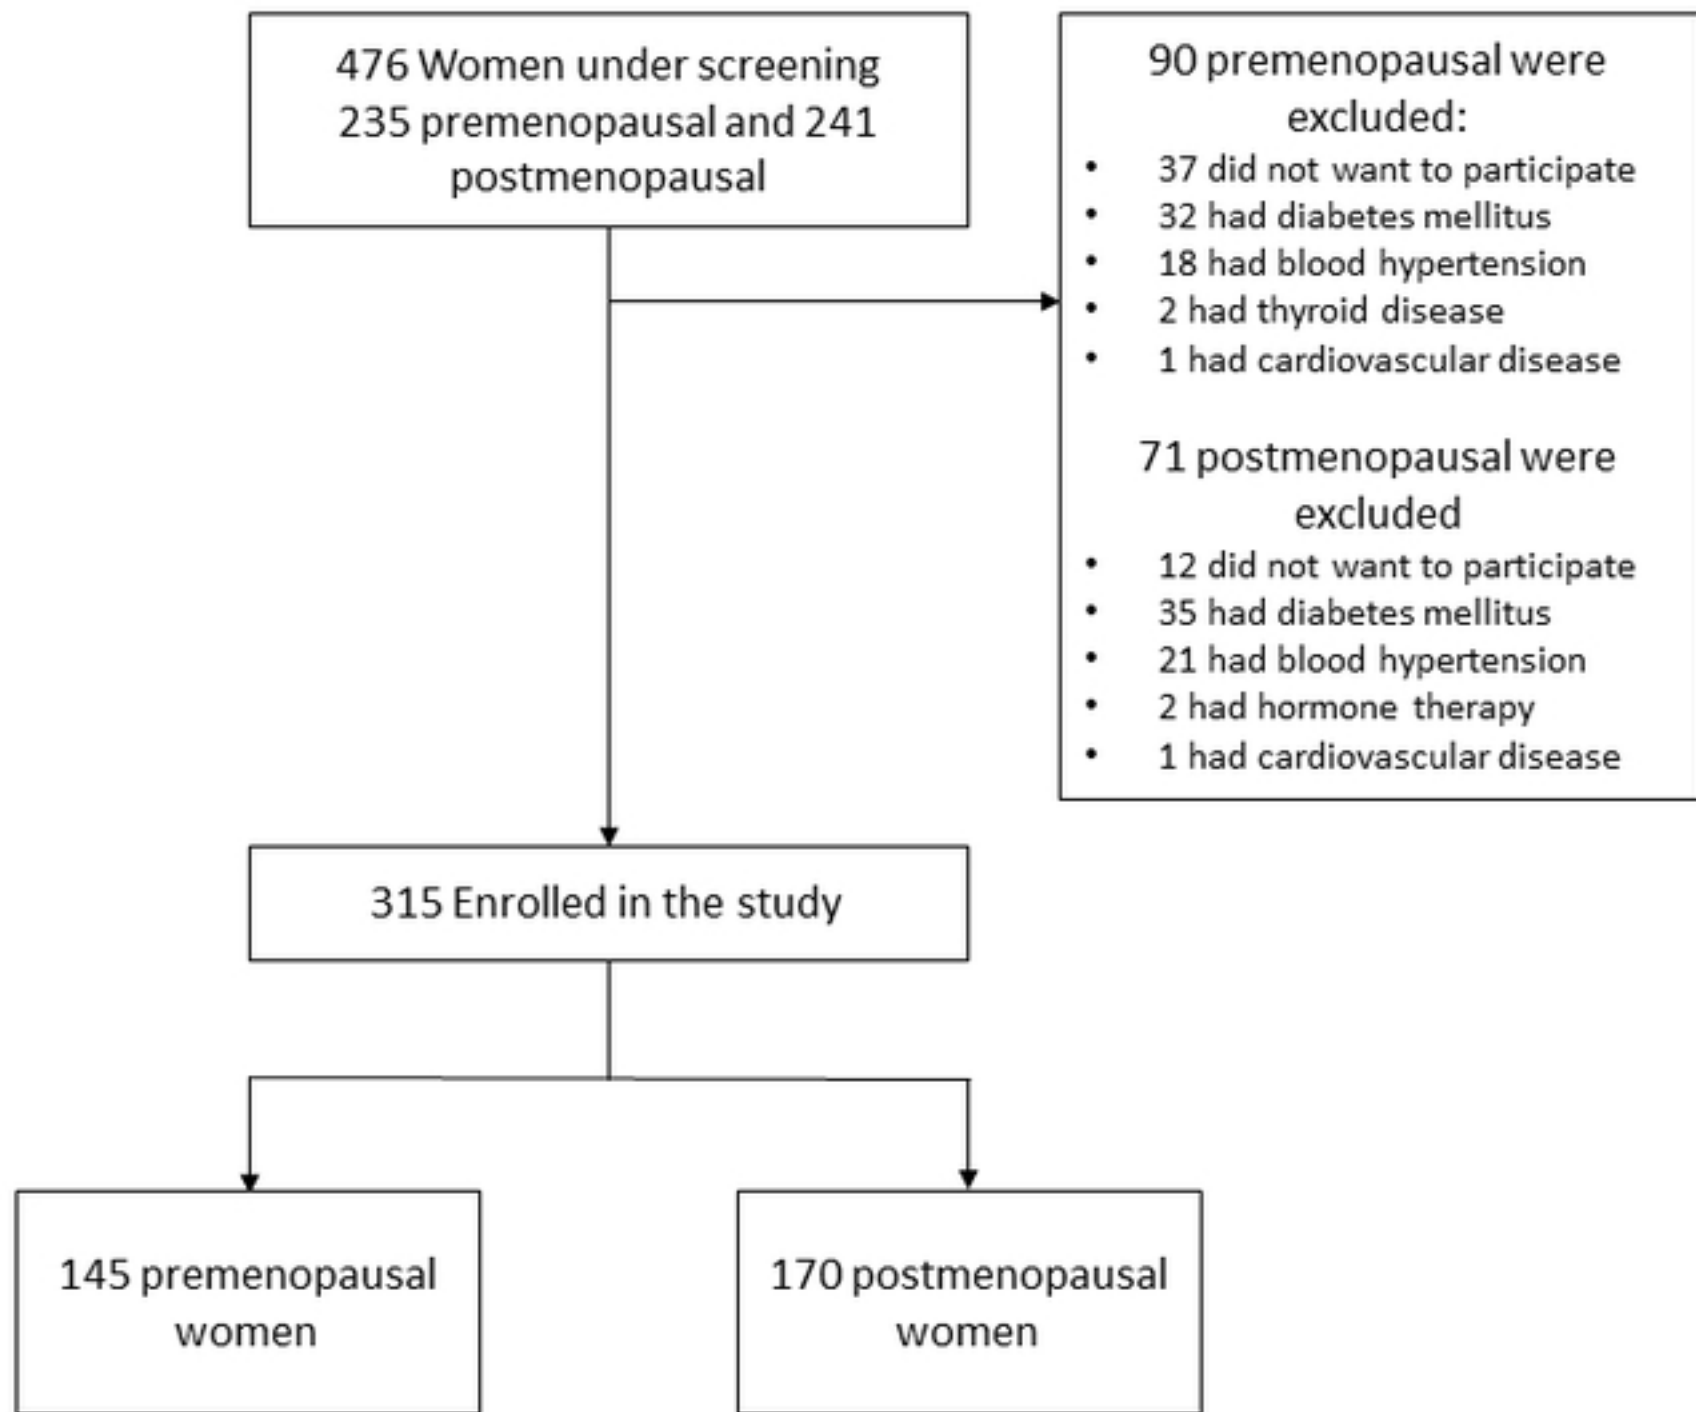 476 Women under screening
235 premenopausal and 241
postmenopausal
90 premenopausal were
excluded:
• 37 did not want to participate
• 32 had diabetes mellitus
• 18 had blood hypertension
• 2 had thyroid disease
• 1 had cardiovascular disease
71 postmenopausal were
excluded
• 12 did not want to participate
• 35 had diabetes mellitus
• 21 had blood hypertension
• 2 had hormone therapy
• 1 had cardiovascular disease
315 Enrolled in the study
145 premenopausal
women
170 postmenopausal
women